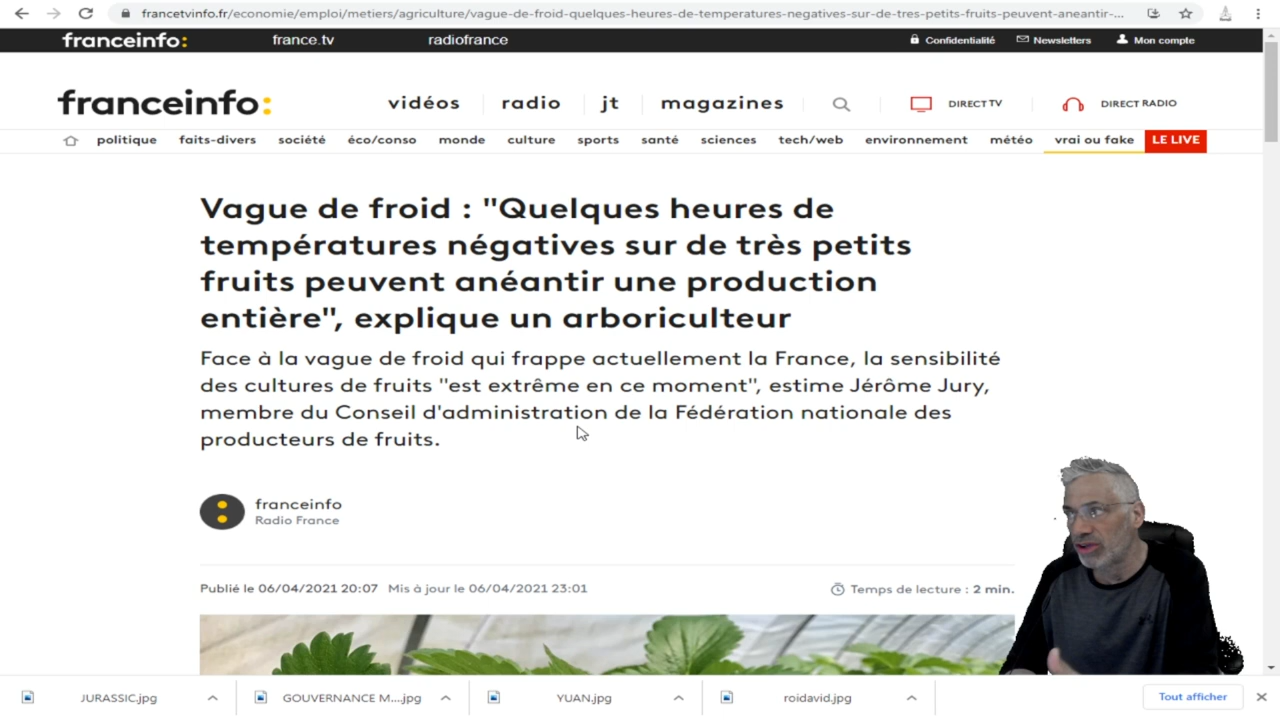 francetvinfo.fr/economie/emploi/metiers/agriculture/vague-de-froid-quelques-heures-de-temperatures-negatives-sur-de-tres-petits-fruits-peuvent-aneantir-...
franceinfo: france.tv radiofrance Confidentialité Newsletters Mon compte
franceinfo: vidéos radio jt magazines DIRECT TV DIRECT RADIO
politique faits-divers société éco/conso monde culture sports santé sciences tech/web environnement météo vrai ou fake LE LIVE
Vague de froid : "Quelques heures de
températures négatives sur de très petits
fruits peuvent anéantir une production
entière", explique un arboriculteur
Face à la vague de froid qui frappe actuellement la France, la sensibilité
des cultures de fruits "est extrême en ce moment", estime Jérôme Jury,
membre du Conseil d'administration de la Fédération nationale des
producteurs de fruits.
franceinfo
Radio France
Publié le 06/04/2021 20:07 Mis à jour le 06/04/2021 23:01 Temps de lecture : 2 min.
JURASSIC.jpg GOUVERNANCE M....jpg YUAN.jpg roidavid.jpg Tout afficher